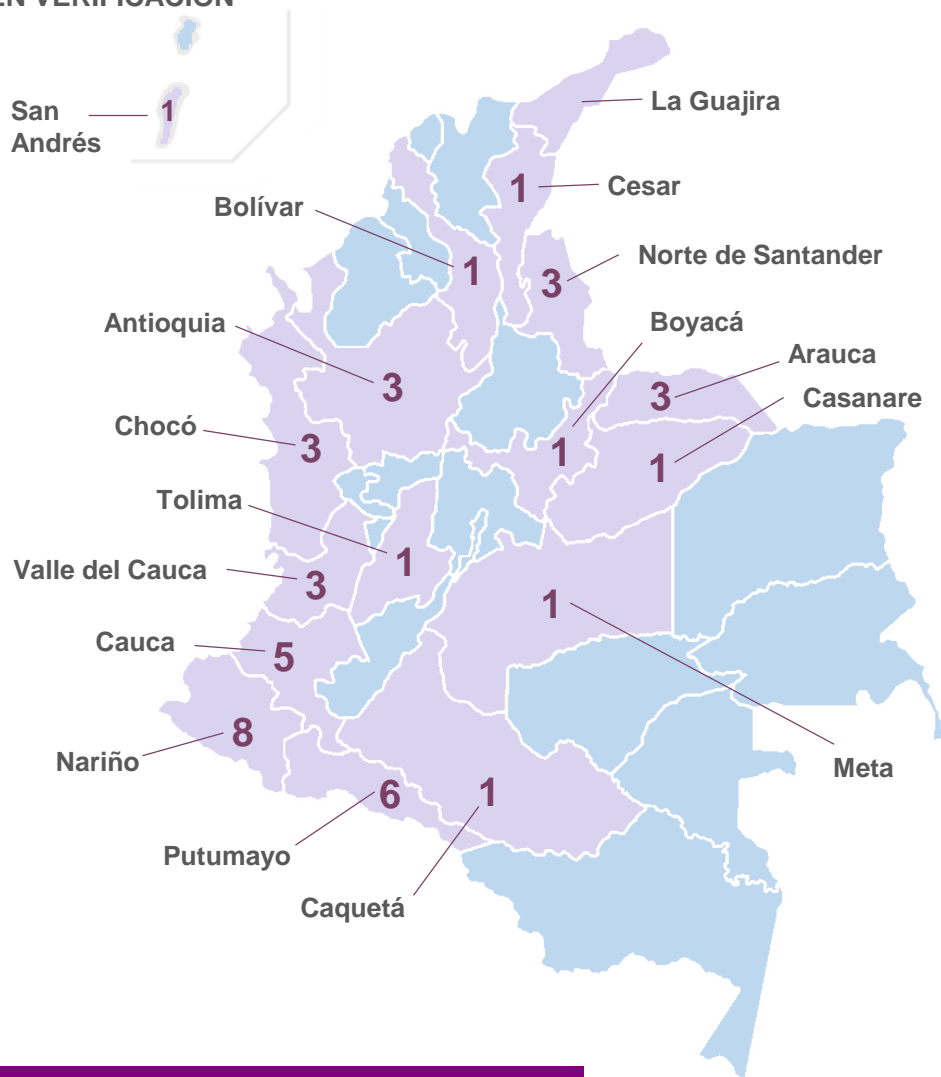 EN VERIFICACIÓN
San
Andrés
1
La Guajira
1
Cesar
Bolívar
1
Norte de Santander
3
Antioquia
3
Boyacá
1
Arauca
3
Casanare
1
Chocó
3
Tolima
1
Valle del Cauca
3
1
Cauca
5
Nariño
8
Meta
6
1
Putumayo
Caquetá